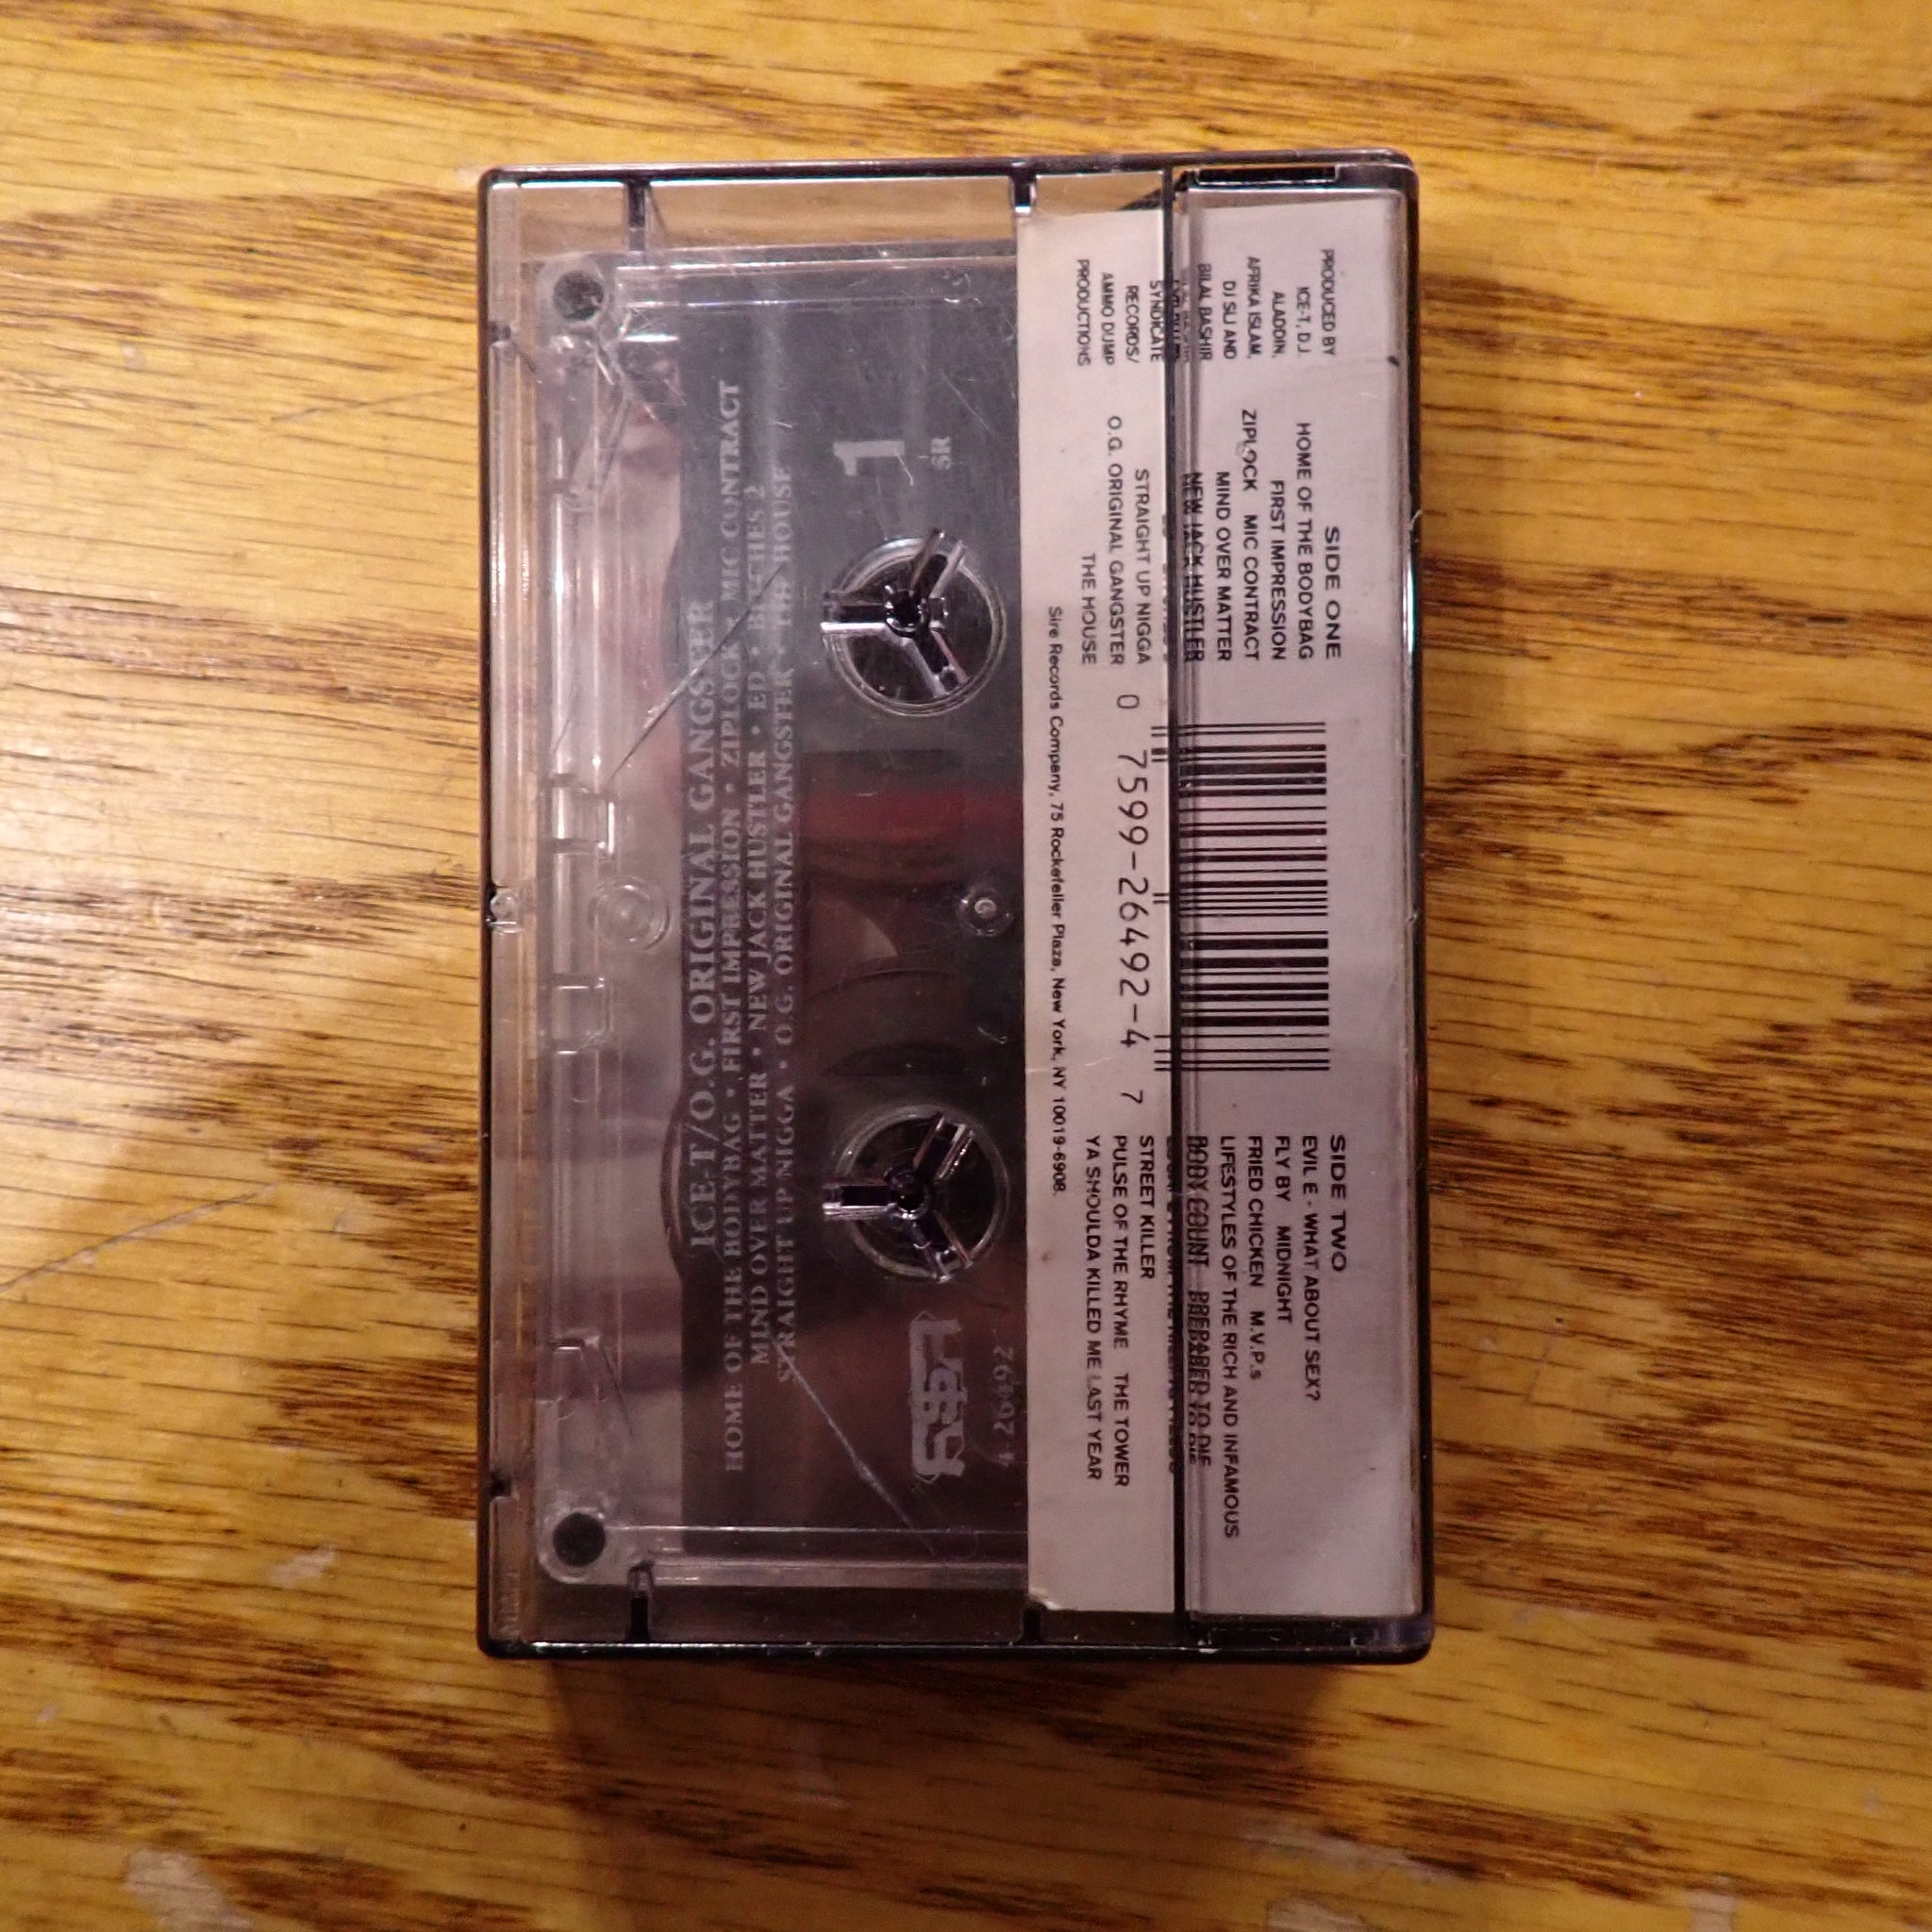 PRODUCED BY
ICE-T, D.J.
ALADDIN,
AFRIKA ISLAM,
DJ SLJ AND
BILAL BASHIR
SYNDICATE
RECORDS/
AMMO DUMP
PRODUCTIONS
SIDE ONE
HOME OF THE BODYBAG
FIRST IMPRESSION
ZIPLOCK MIC CONTRACT
MIND OVER MATTER
NEW JACK HUSTLER
STRAIGHT UP NIGGA
O.G. ORIGINAL GANGSTER
THE HOUSE
0 7599-26492-4 7
SIDE TWO
EVIL E - WHAT ABOUT SEX?
FLY BY MIDNIGHT
FRIED CHICKEN M.V.P.s
LIFESTYLES OF THE RICH AND INFAMOUS
BODY COUNT PREPARED TO DIE
STREET KILLER
PULSE OF THE RHYME THE TOWER
YA SHOULDA KILLED ME LAST YEAR
Sire Records Company, 75 Rockefeller Plaza, New York, NY 10019-6908.
ICE-T/O.G. ORIGINAL GANGSTER
HOME OF THE BODYBAG • FIRST IMPRESSION • ZIPLOCK • MIC CONTRACT
MIND OVER MATTER • NEW JACK HUSTLER • ED • BITCHES 2
STRAIGHT UP NIGGA • O.G. ORIGINAL GANGSTER • THE HOUSE
1
SR
4 26492